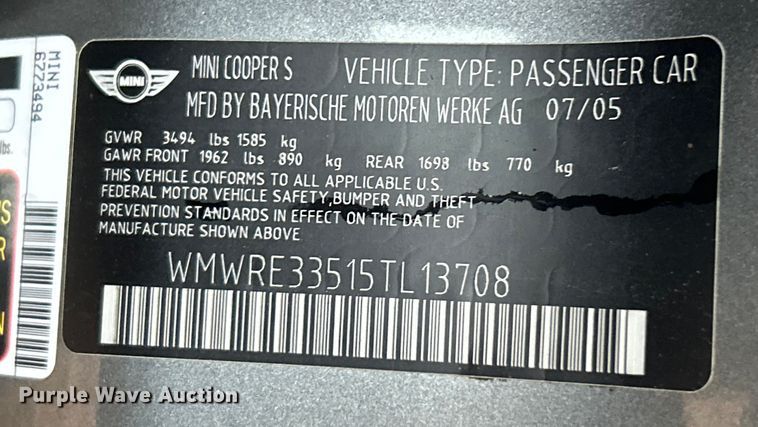 MINI
6773494
lbs.
'S
R
N
MINI
MINI COOPER S VEHICLE TYPE: PASSENGER CAR
MFD BY BAYERISCHE MOTOREN WERKE AG 07/05
GVWR 3494 lbs 1585 kg
GAWR FRONT 1962 lbs 890 kg REAR 1698 lbs 770 kg
THIS VEHICLE CONFORMS TO ALL APPLICABLE U.S.
FEDERAL MOTOR VEHICLE SAFETY,BUMPER AND THEFT
PREVENTION STANDARDS IN EFFECT ON THE DATE OF
MANUFACTURE SHOWN ABOVE
WMWRE33515TL13708
Purple Wave Auction